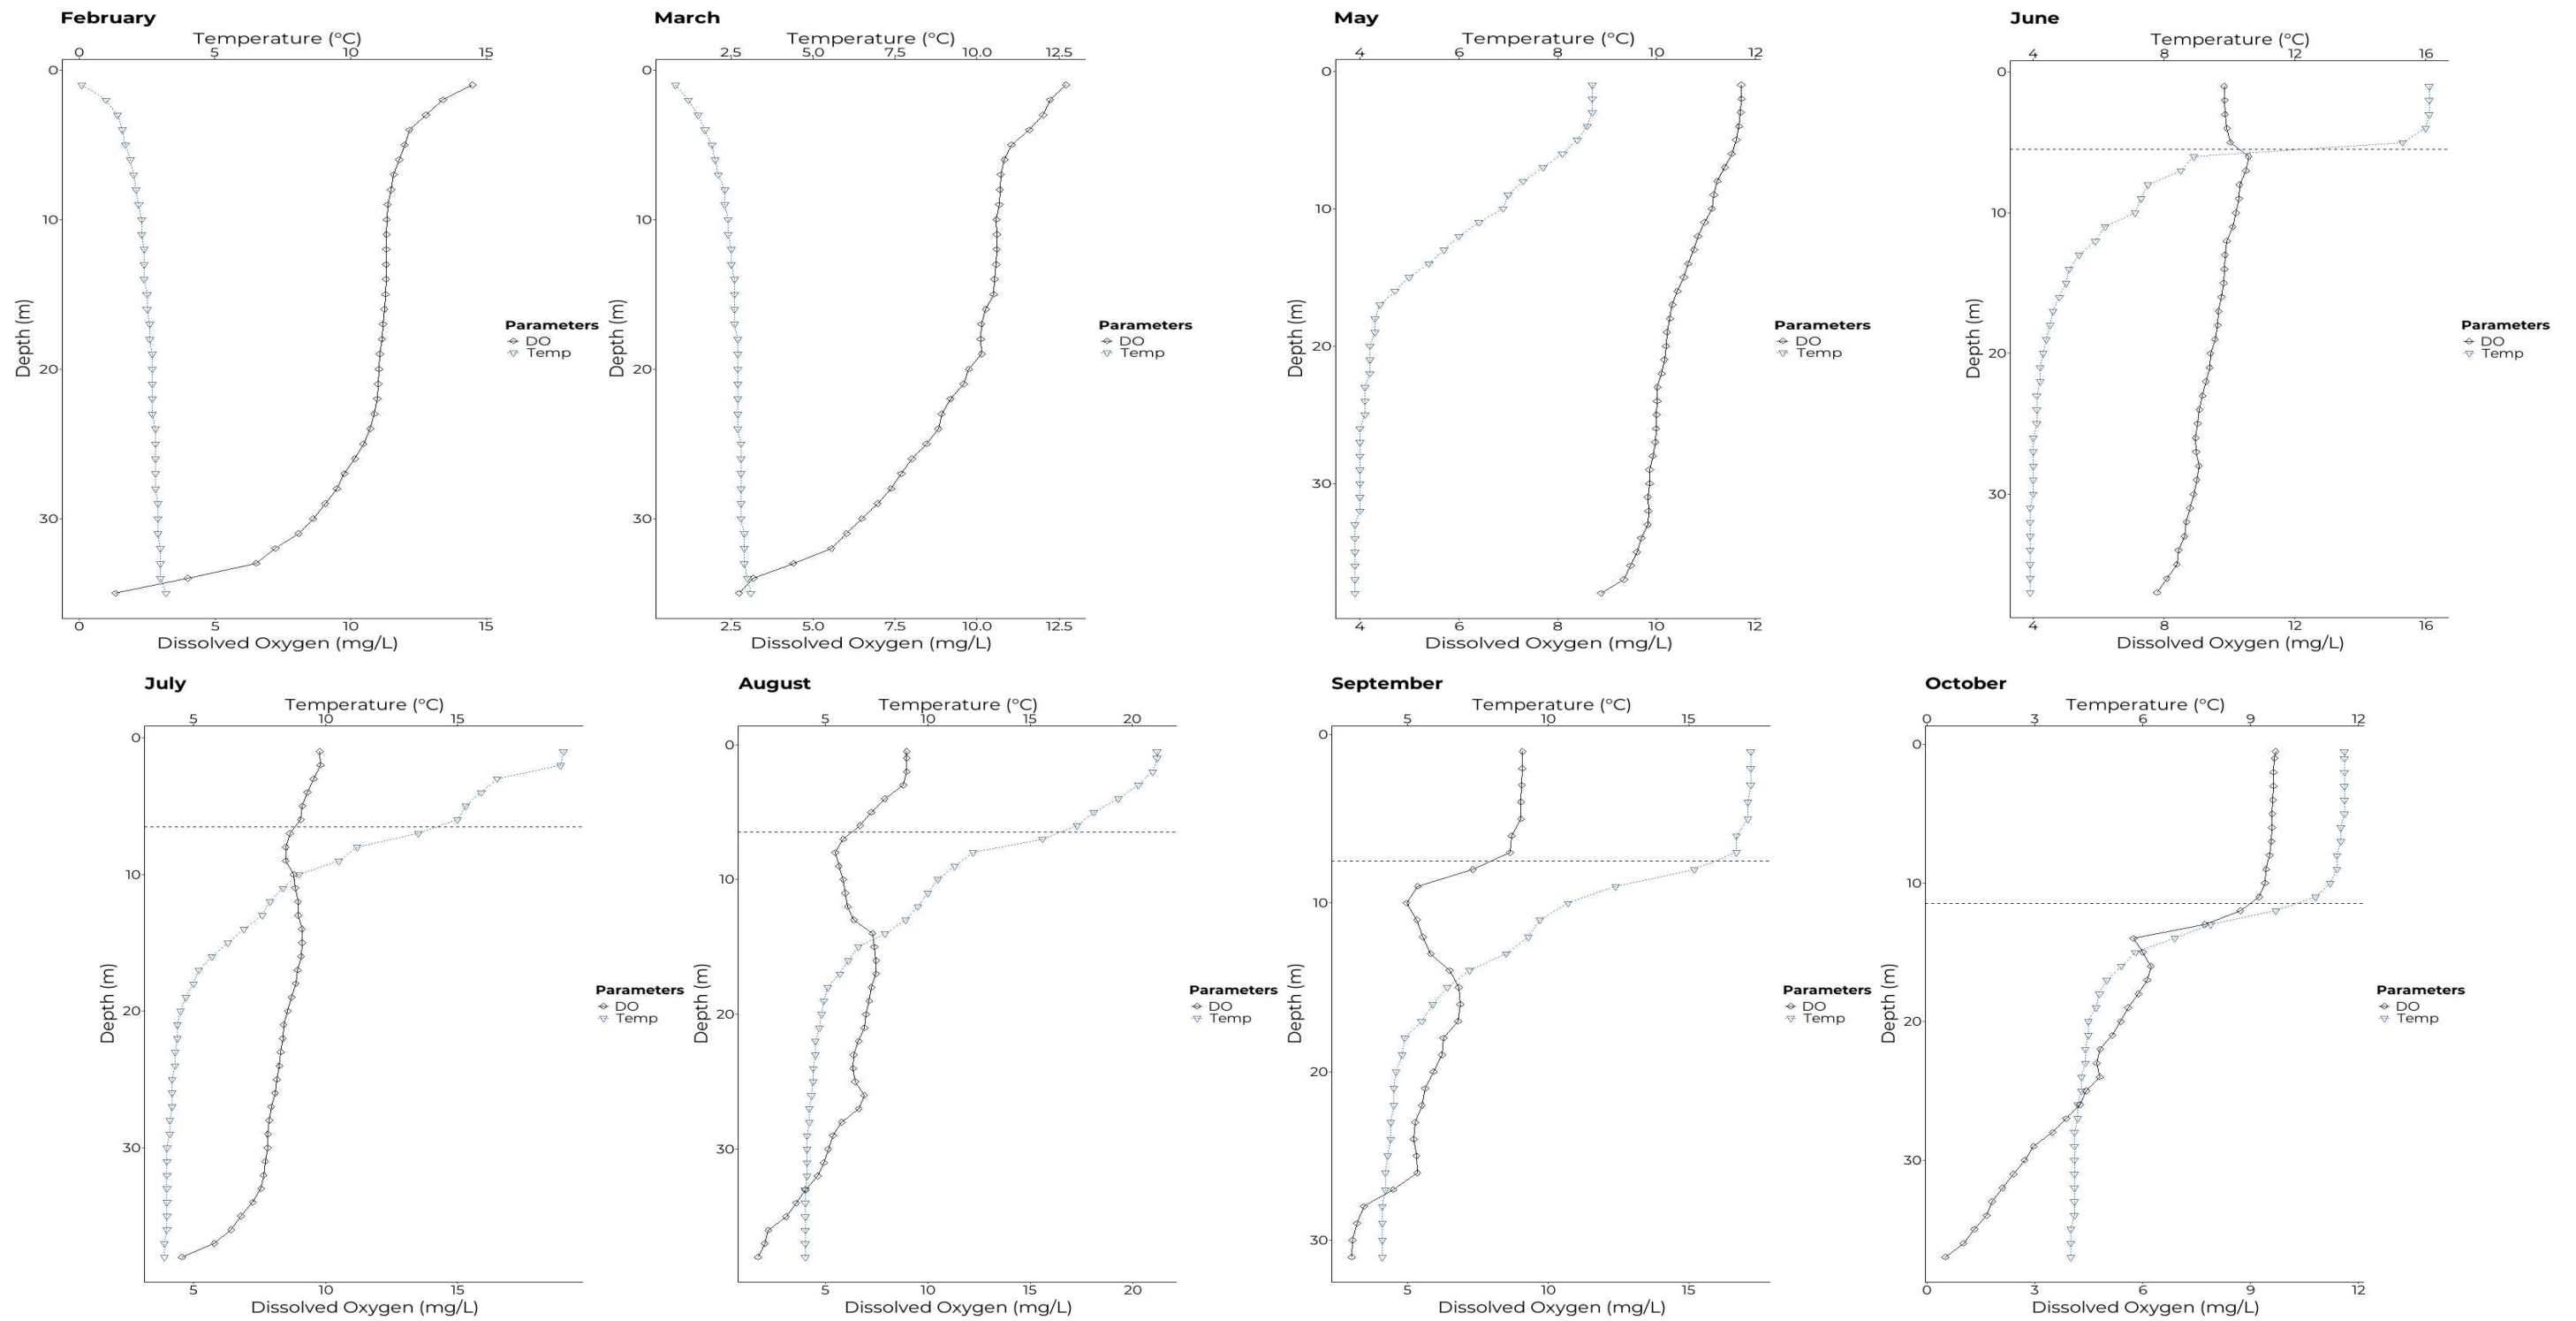 February
Temperature (°C)
0 5 10 15
0
10
20
30
Depth (m)
0 5 10 15
Dissolved Oxygen (mg/L)
Parameters
DO
Temp
March
Temperature (°C)
2.5 5.0 7.5 10.0 12.5
0
10
20
30
Depth (m)
2.5 5.0 7.5 10.0 12.5
Dissolved Oxygen (mg/L)
Parameters
DO
Temp
May
Temperature (°C)
4 6 8 10 12
0
10
20
30
Depth (m)
4 6 8 10 12
Dissolved Oxygen (mg/L)
Parameters
DO
Temp
June
Temperature (°C)
4 8 12 16
0
10
20
30
Depth (m)
4 8 12 16
Dissolved Oxygen (mg/L)
Parameters
DO
Temp
July
Temperature (°C)
5 10 15
0
10
20
30
Depth (m)
5 10 15
Dissolved Oxygen (mg/L)
Parameters
DO
Temp
August
Temperature (°C)
5 10 15 20
0
10
20
30
Depth (m)
5 10 15 20
Dissolved Oxygen (mg/L)
Parameters
DO
Temp
September
Temperature (°C)
5 10 15
0
10
20
30
Depth (m)
5 10 15
Dissolved Oxygen (mg/L)
Parameters
DO
Temp
October
Temperature (°C)
0 3 6 9 12
0
10
20
30
Depth (m)
0 3 6 9 12
Dissolved Oxygen (mg/L)
Parameters
DO
Temp